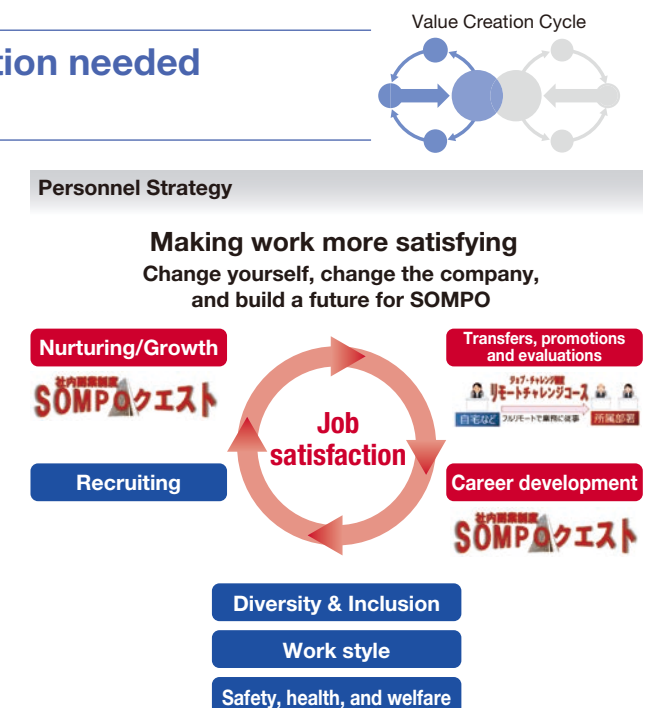 Value Creation Cycle
tion needed
Personnel Strategy
Making work more satisfying
Change yourself, change the company,
and build a future for SOMPO
Nurturing/Growth
社内副業制度
SOMPOクエスト
Recruiting
Job
satisfaction
Transfers, promotions
and evaluations
ジョブ・チャレンジ制度
リモートチャレンジコース
自宅など
フルリモートで業務に従事
所属部署
Career development
社内副業制度
SOMPOクエスト
Diversity & Inclusion
Work style
Safety, health, and welfare